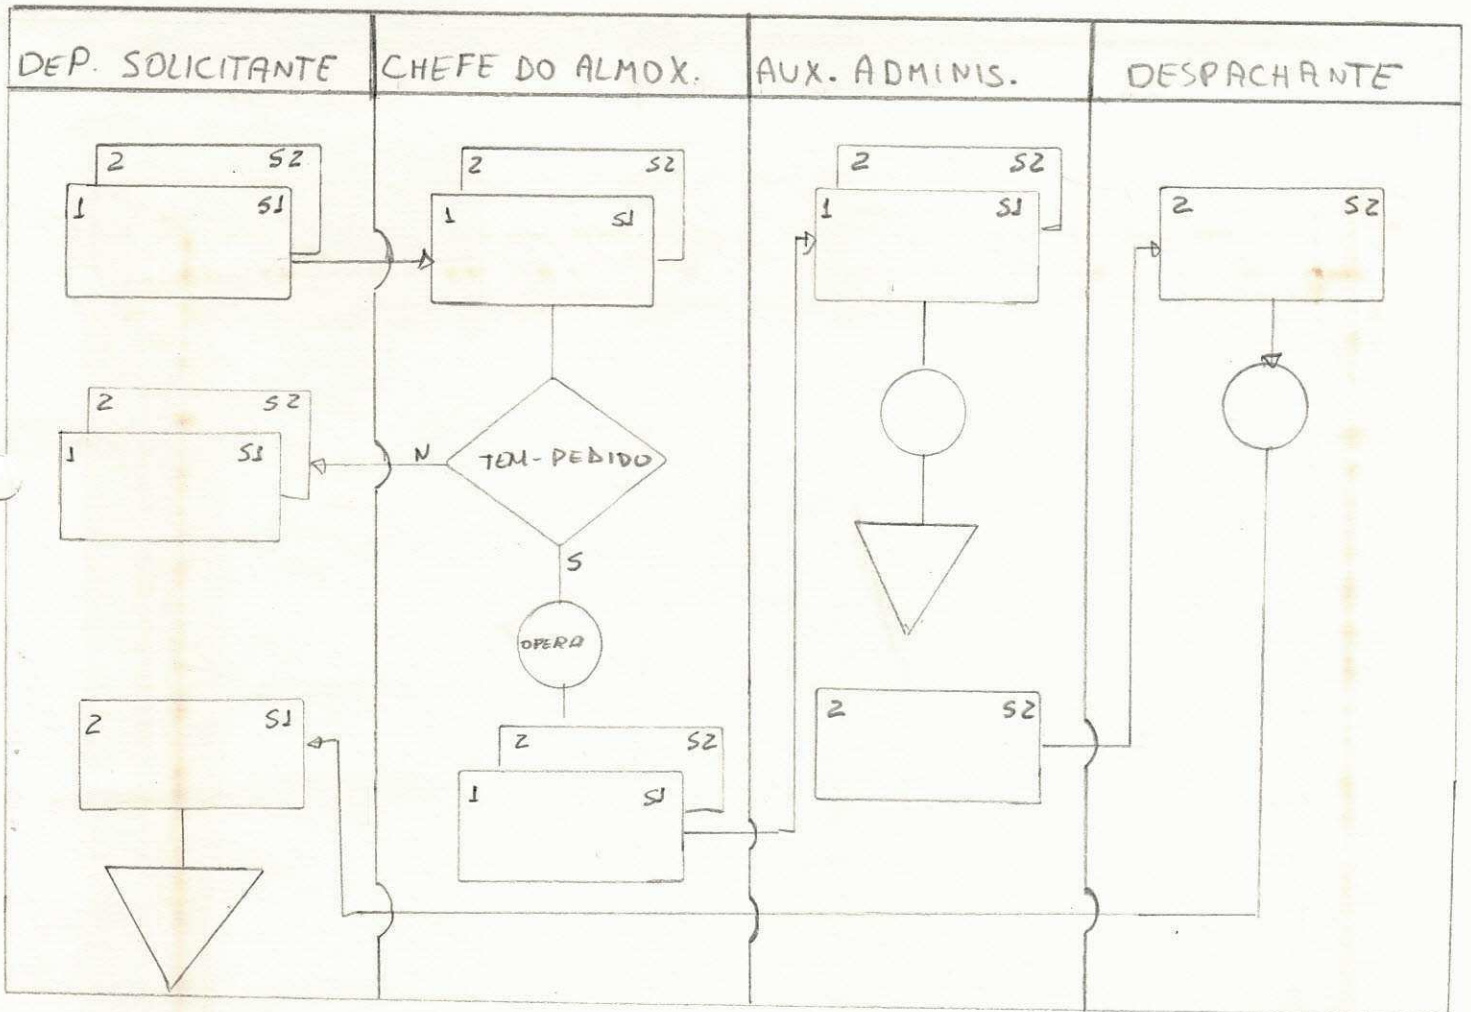 DEP. SOLICITANTE CHEFE DO ALMOX. AUX. ADMINIS. DESPACHANTE
2 S2
1 S1
2 S2
1 S1
2 S2
1 S1
2 S2
2 S2
1 S1
N
TEM-PEDIDO
S
OPERA
2 S1
2 S2
1 S1
2 S2